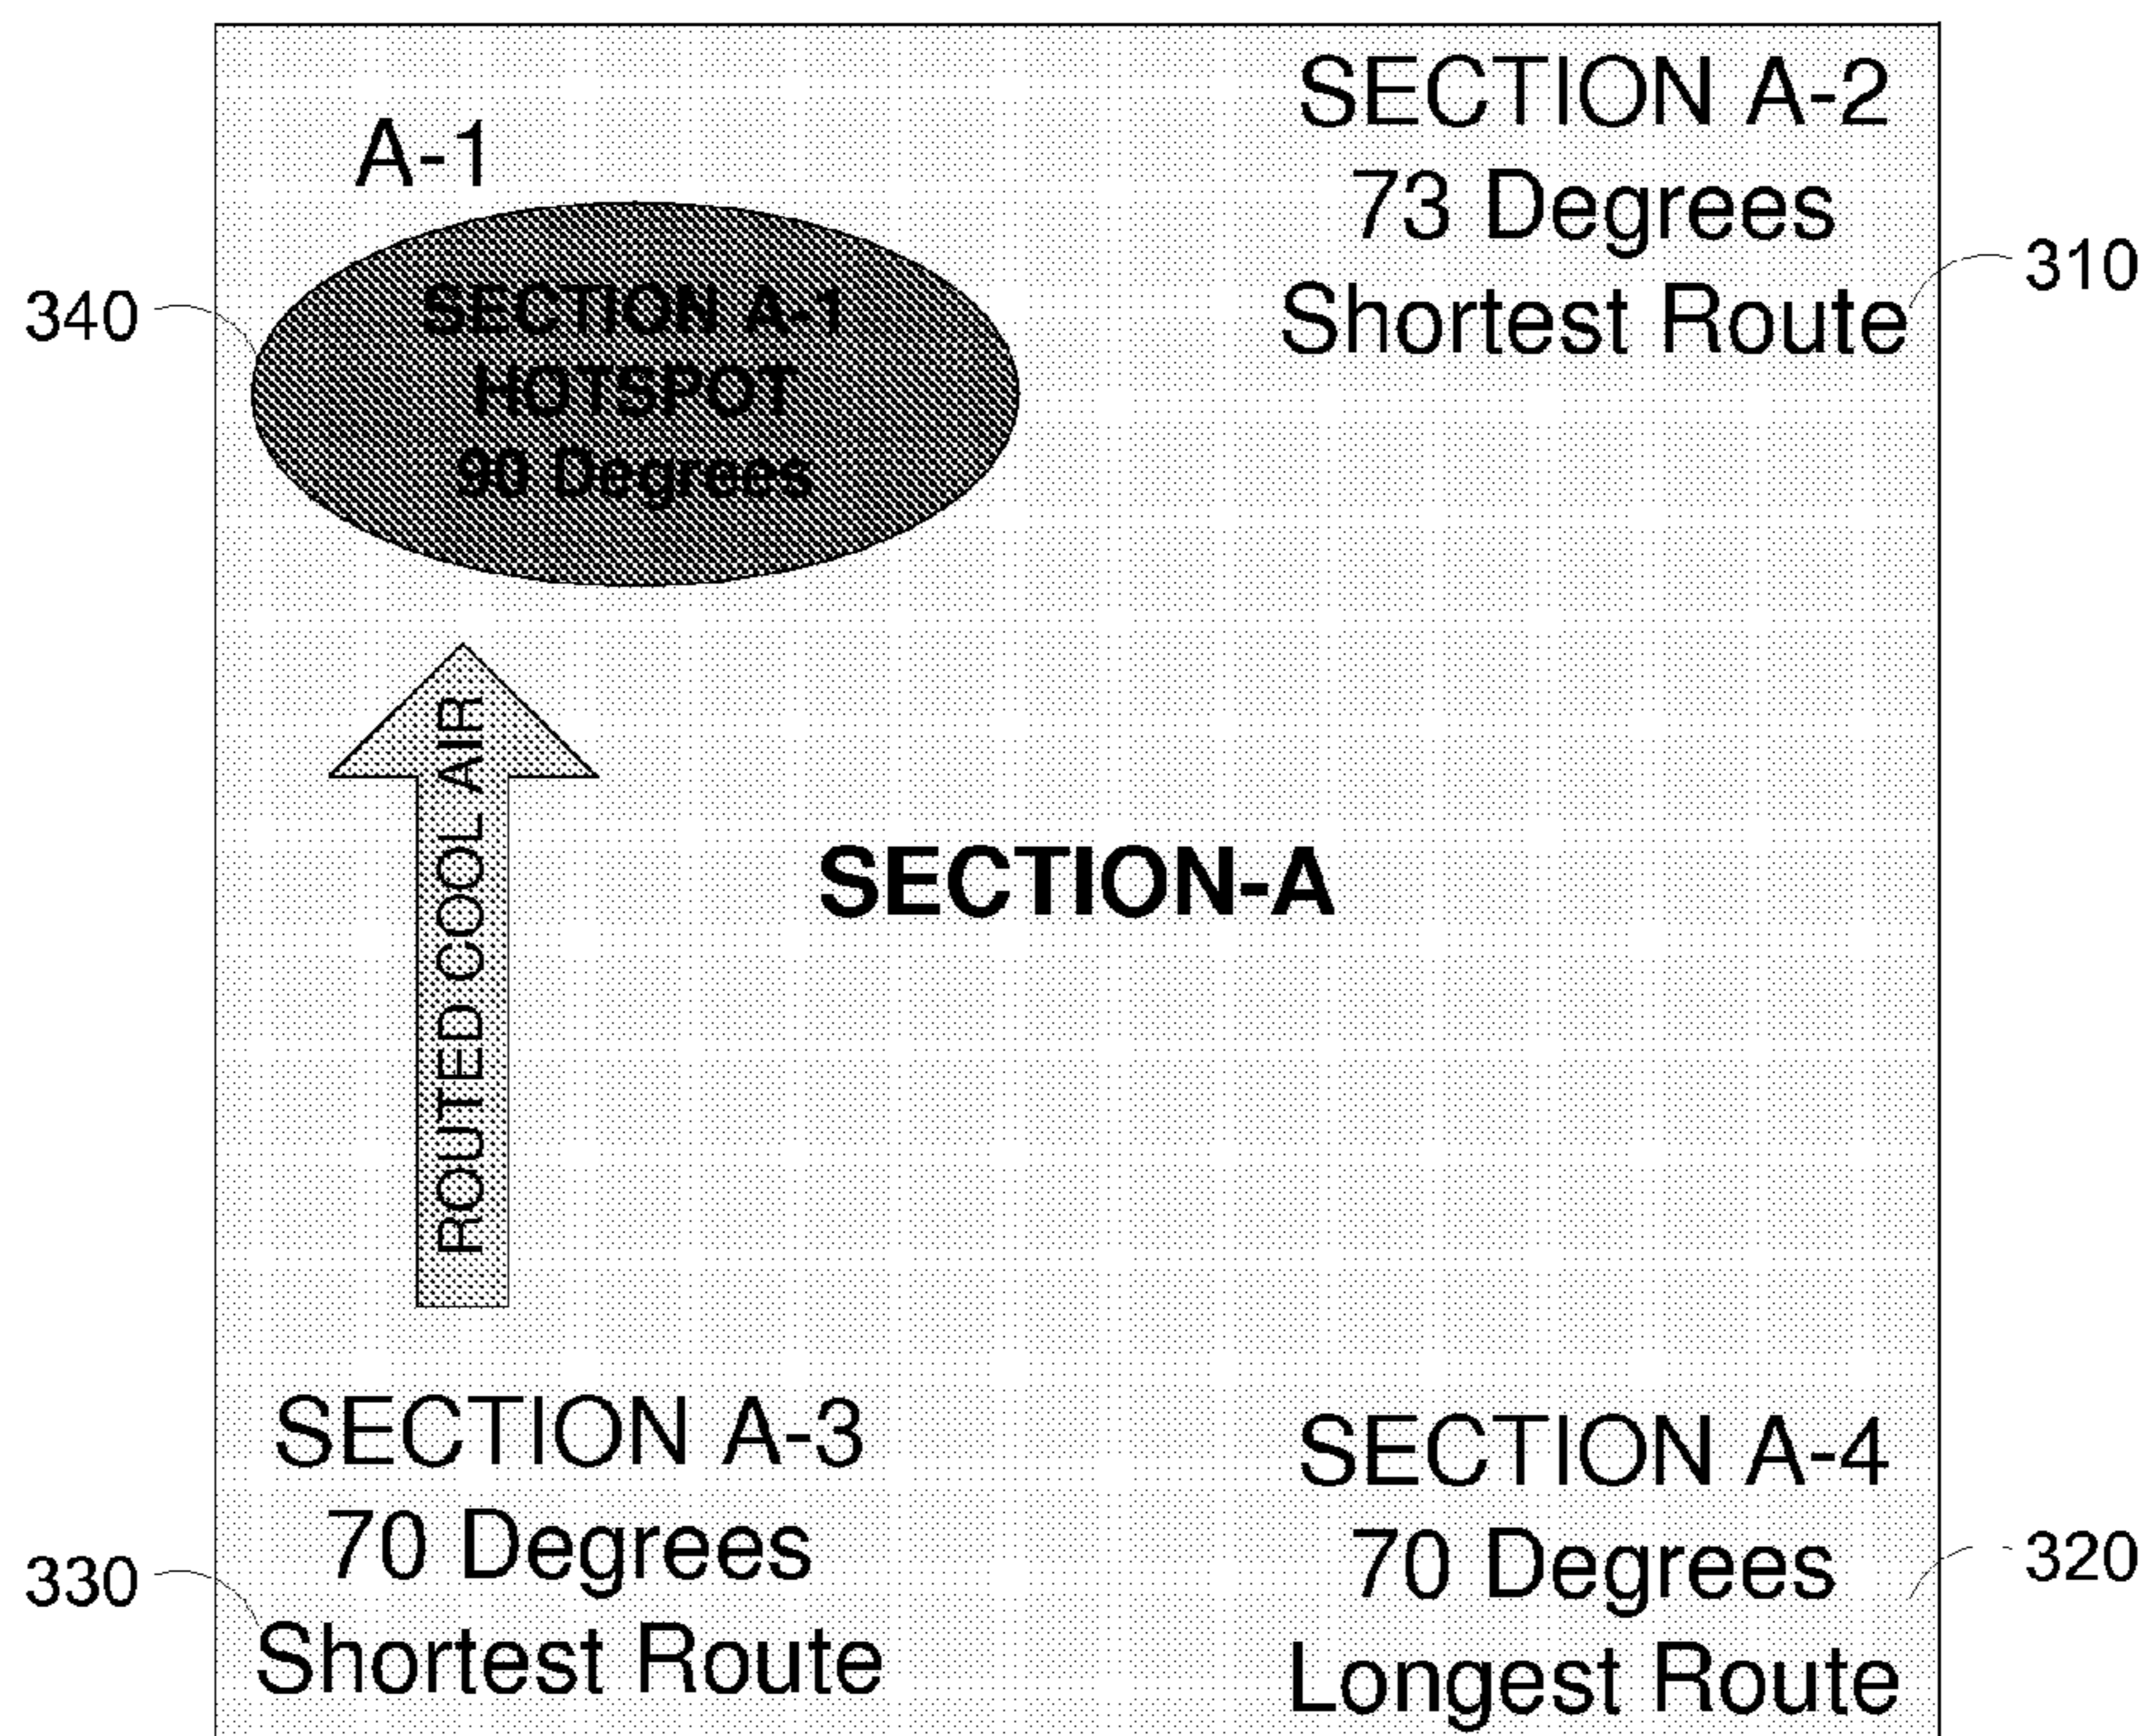 SECTION A-2
A-1
73 Degrees
310
Shortest Route
340
SECTION A-1
HOTSPOT
90 Degrees
ROUTED COOL AIR
SECTION-A
SECTION A-3
70 Degrees
330
Shortest Route
SECTION A-4
70 Degrees
320
Longest Route